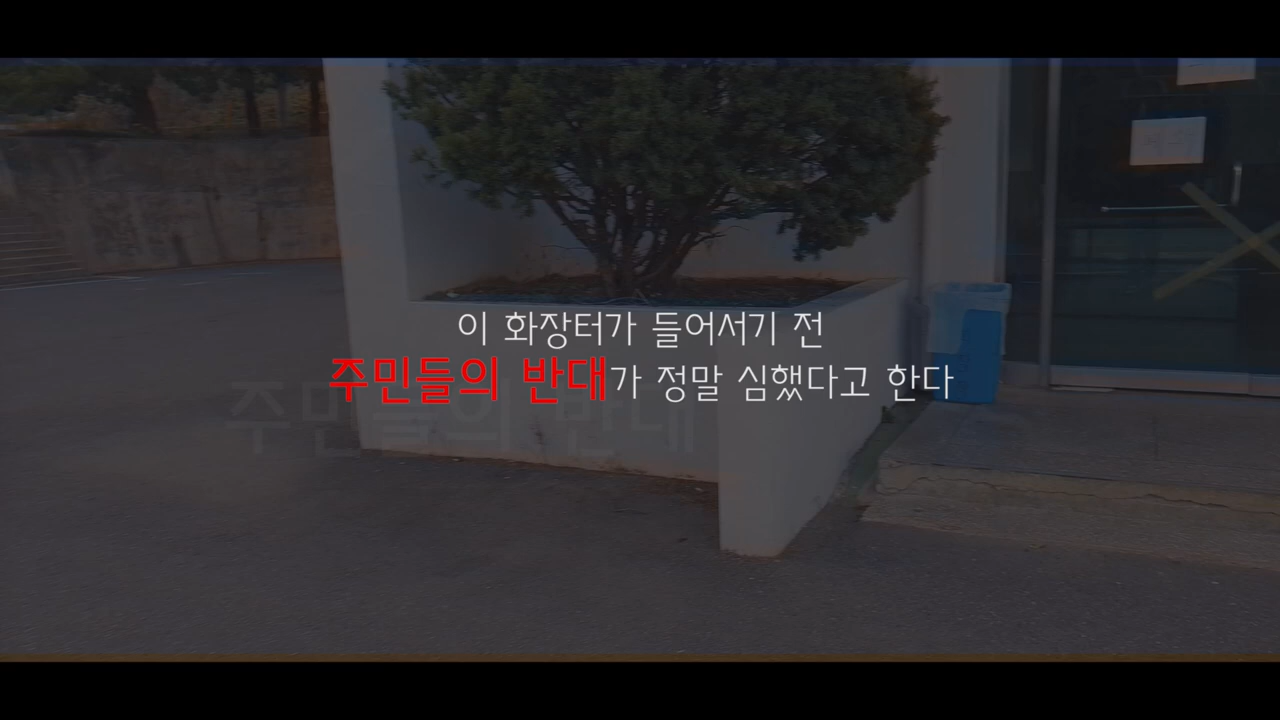 이 화장터가 들어서기 전
주민들의 반대가 정말 심했다고 한다